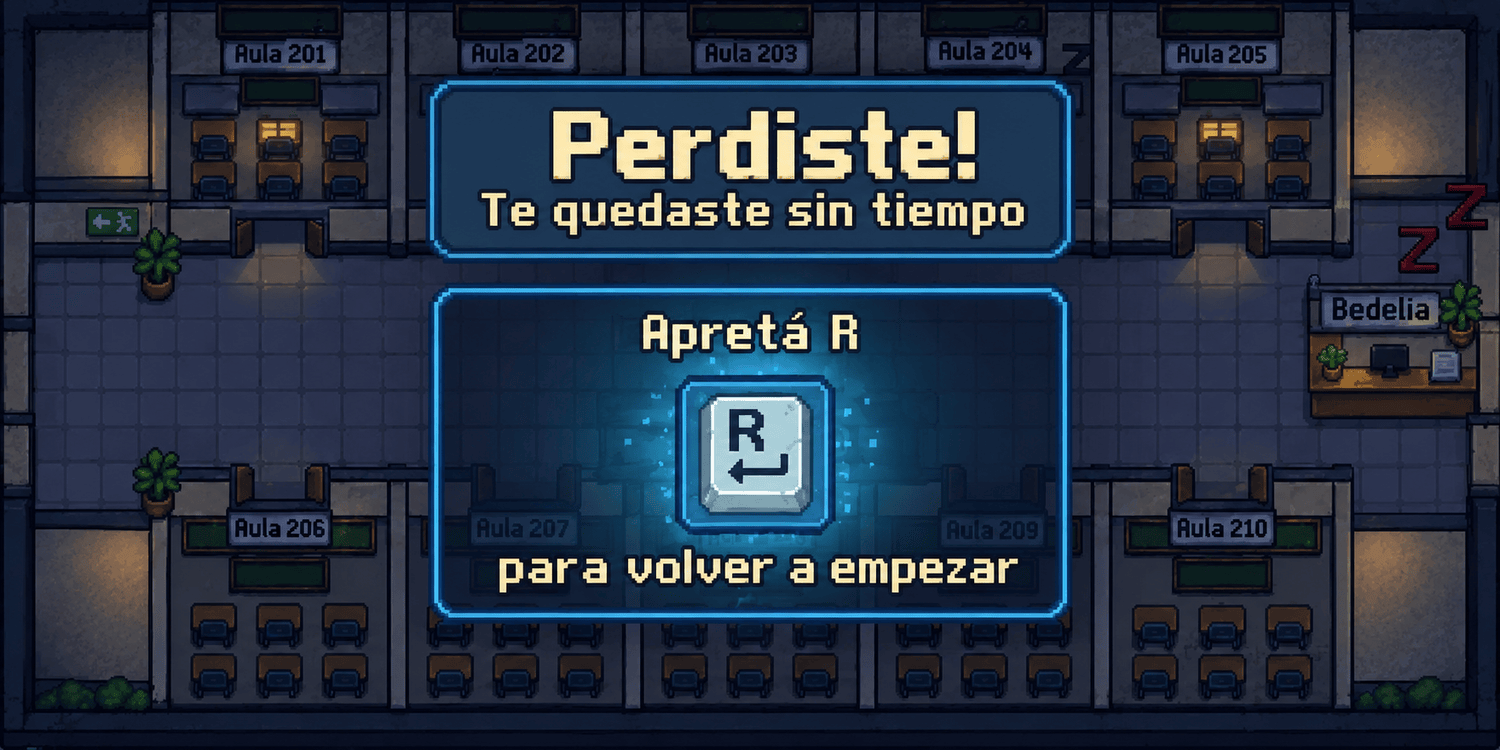 Aula 201
Aula 202
Aula 203
Aula 204
Aula 205
Z
Perdiste!
Te quedaste sin tiempo
Z
Z
Bedelia
Apretá R
R
para volver a empezar
Aula 206
Aula 207
Aula 209
Aula 210